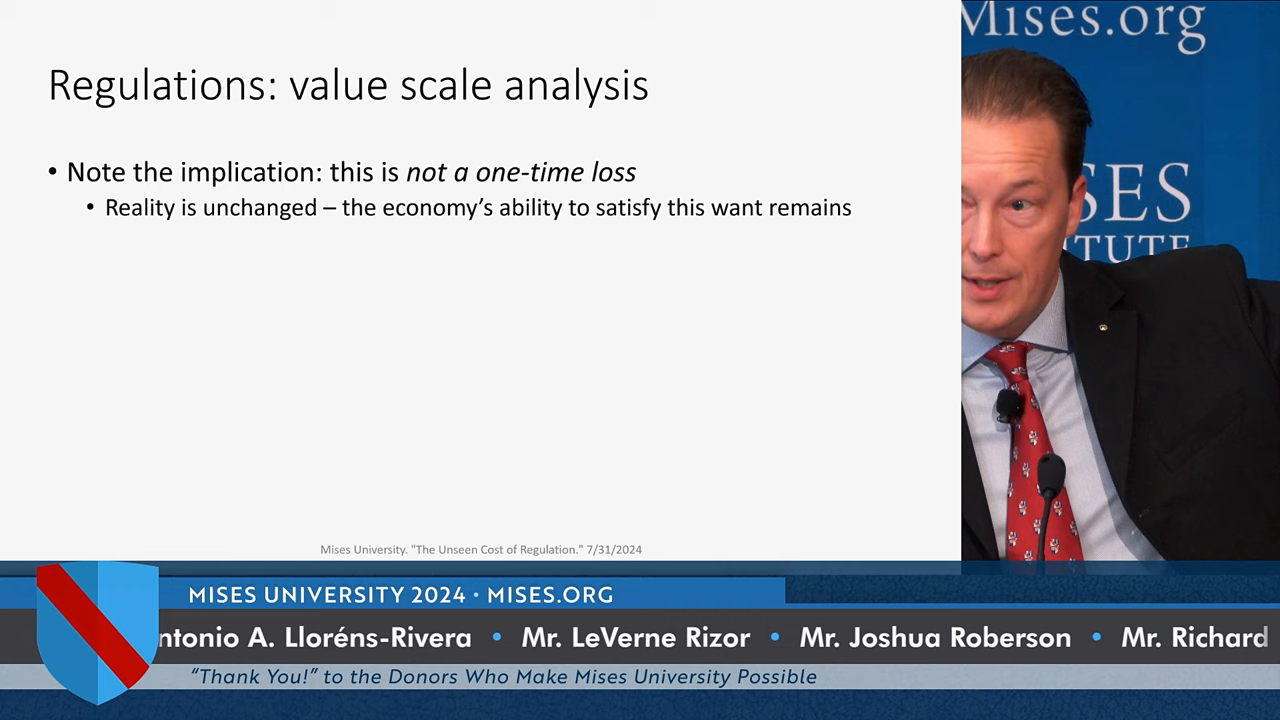 Regulations: value scale analysis
• Note the implication: this is not a one-time loss
• Reality is unchanged – the economy's ability to satisfy this want remains
Mises University. "The Unseen Cost of Regulation." 7/31/2024
Mises.org
SES
TUTE
MISES UNIVERSITY 2024 • MISES.ORG
ntonio A. Lloréns-Rivera • Mr. LeVerne Rizor • Mr. Joshua Roberson • Mr. Richard
“Thank You!” to the Donors Who Make Mises University Possible